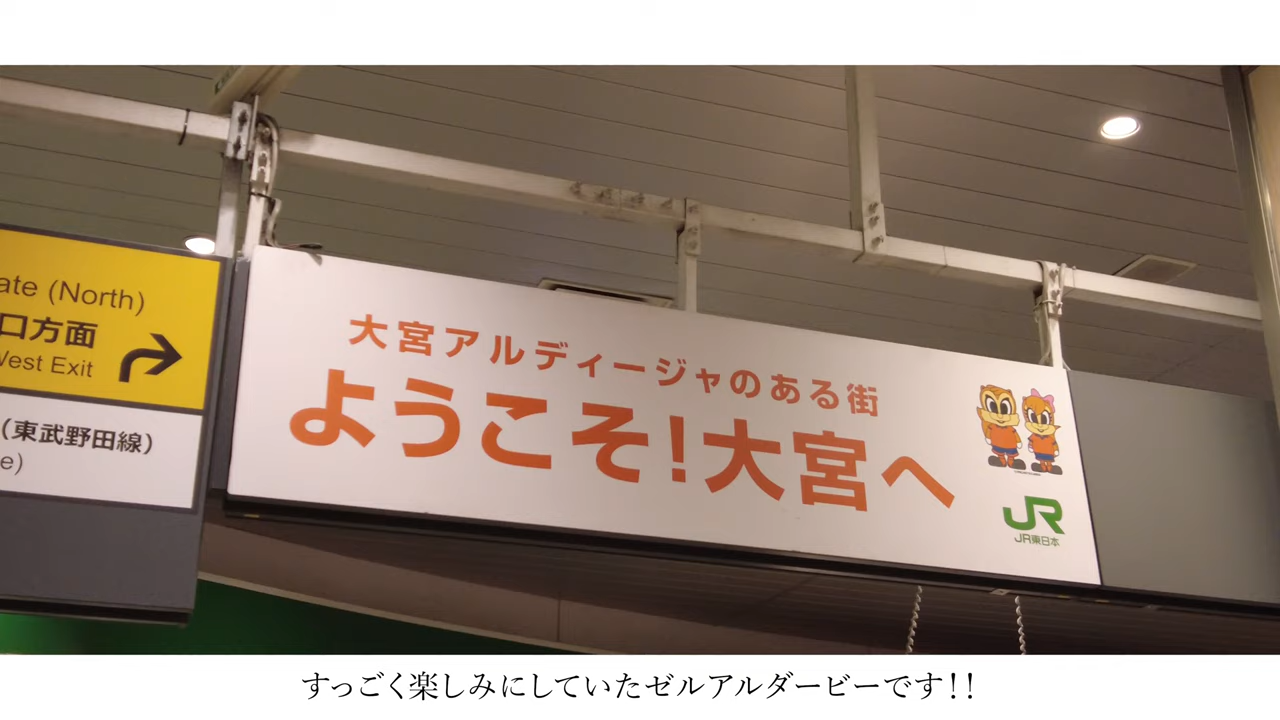 ate (North)
口方面
West Exit
(東武野田線)
e)
大宮アルディージャのある街
ようこそ!大宮へ
JR
JR東日本
すっごく楽しみにしていたゼルアルダービーです!!